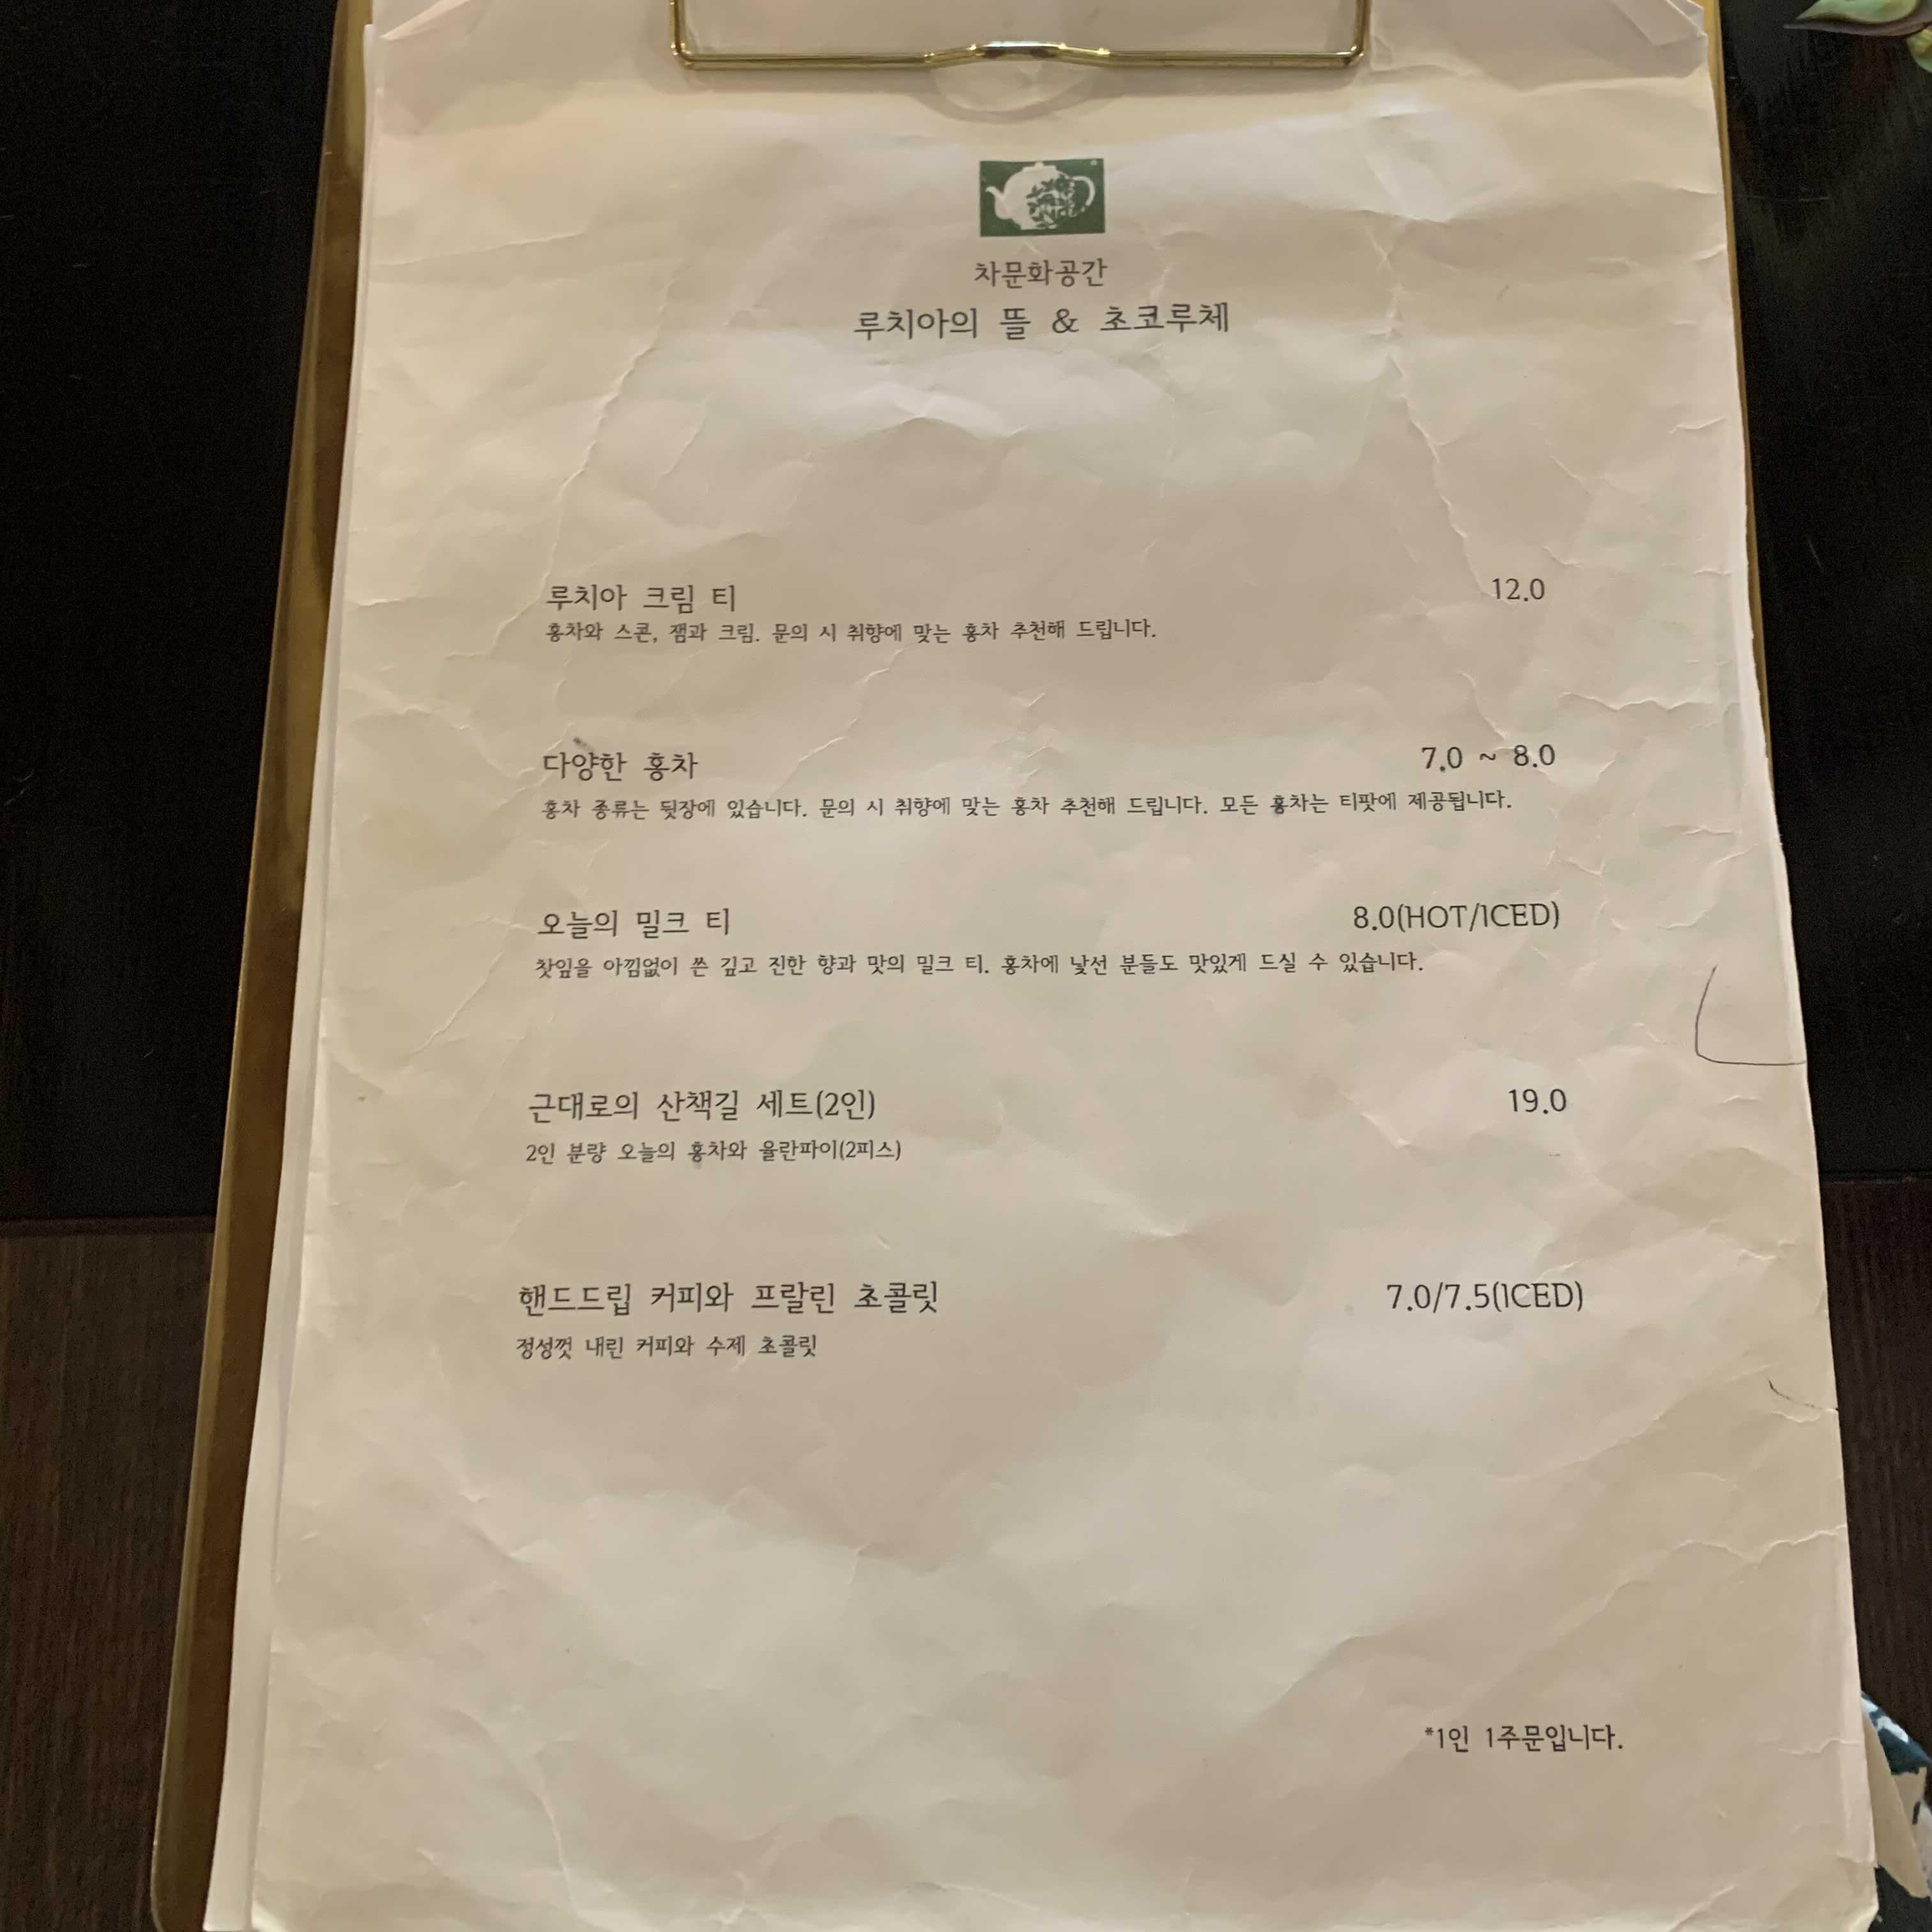 차문화공간
루치아의 뜰 & 초코루체
루치아 크림 티 12.0
홍차와 스콘, 잼과 크림. 문의 시 취향에 맞는 홍차 추천해 드립니다.
다양한 홍차 7.0 ~ 8.0
홍차 종류는 뒷장에 있습니다. 문의 시 취향에 맞는 홍차 추천해 드립니다. 모든 홍차는 티팟에 제공됩니다.
오늘의 밀크 티 8.0(HOT/ICED)
찻잎을 아낌없이 쓴 깊고 진한 향과 맛의 밀크 티. 홍차에 낯선 분들도 맛있게 드실 수 있습니다.
근대로의 산책길 세트(2인) 19.0
2인 분량 오늘의 홍차와 율란파이(2피스)
핸드드립 커피와 프랄린 초콜릿 7.0/7.5(ICED)
정성껏 내린 커피와 수제 초콜릿
*1인 1주문입니다.